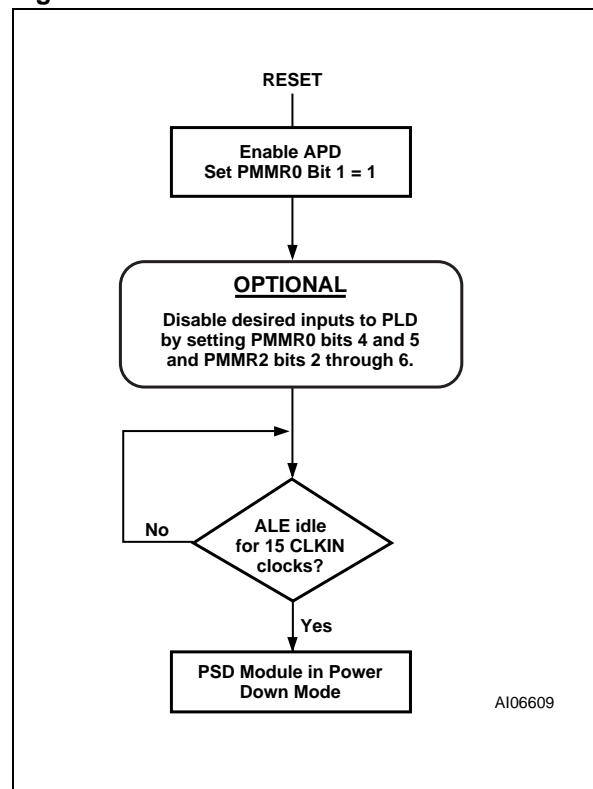 RESET
Enable APD
Set PMMR0 Bit 1 = 1
OPTIONAL
Disable desired inputs to PLD
by setting PMMR0 bits 4 and 5
and PMMR2 bits 2 through 6.
No
ALE idle
for 15 CLKIN
clocks?
Yes
PSD Module in Power
Down Mode
AI06609